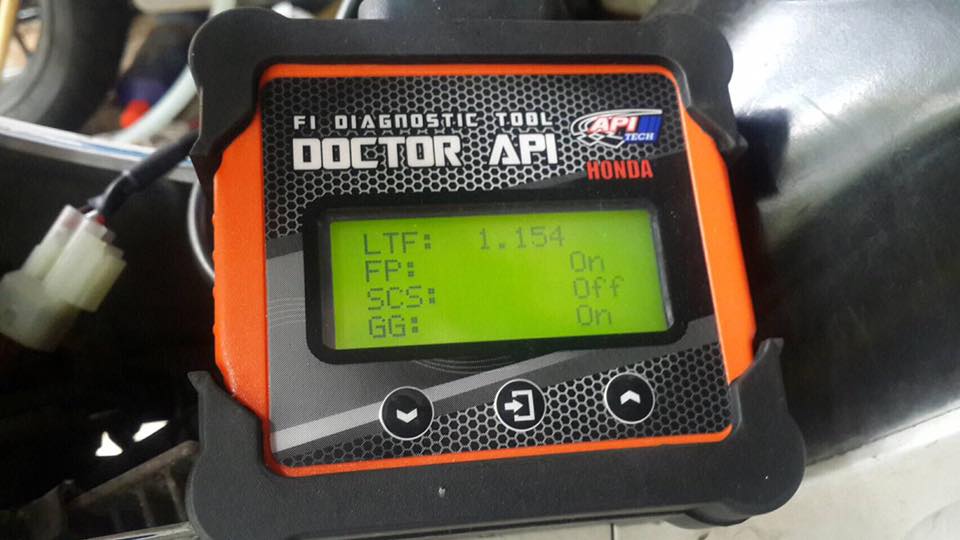 FI DIAGNOSTIC TOOL
DOCTOR API
API
TECH
HONDA
LTF: 1.154
FP: On
SCS: Off
GG: On